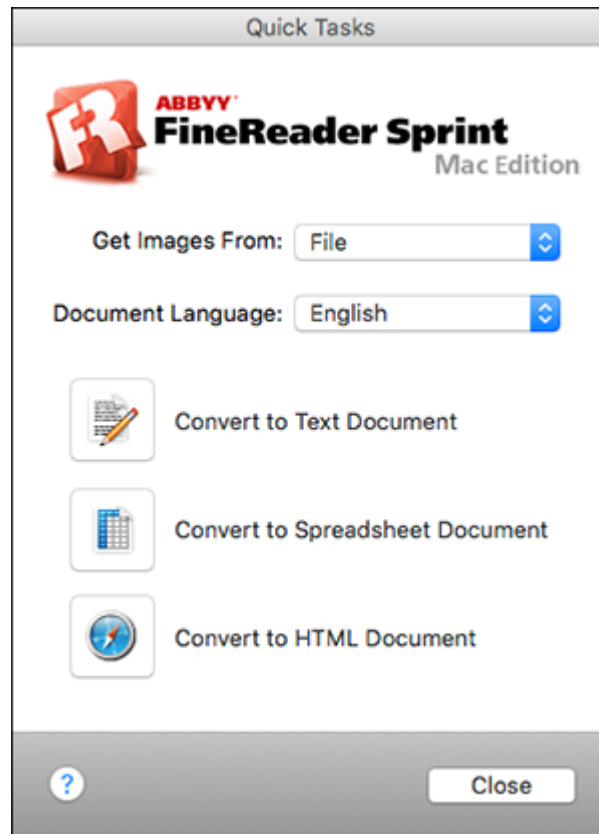 Quick Tasks
ABBYY
FineReader Sprint
Mac Edition
Get Images From: File
Document Language: English
Convert to Text Document
Convert to Spreadsheet Document
Convert to HTML Document
? Close